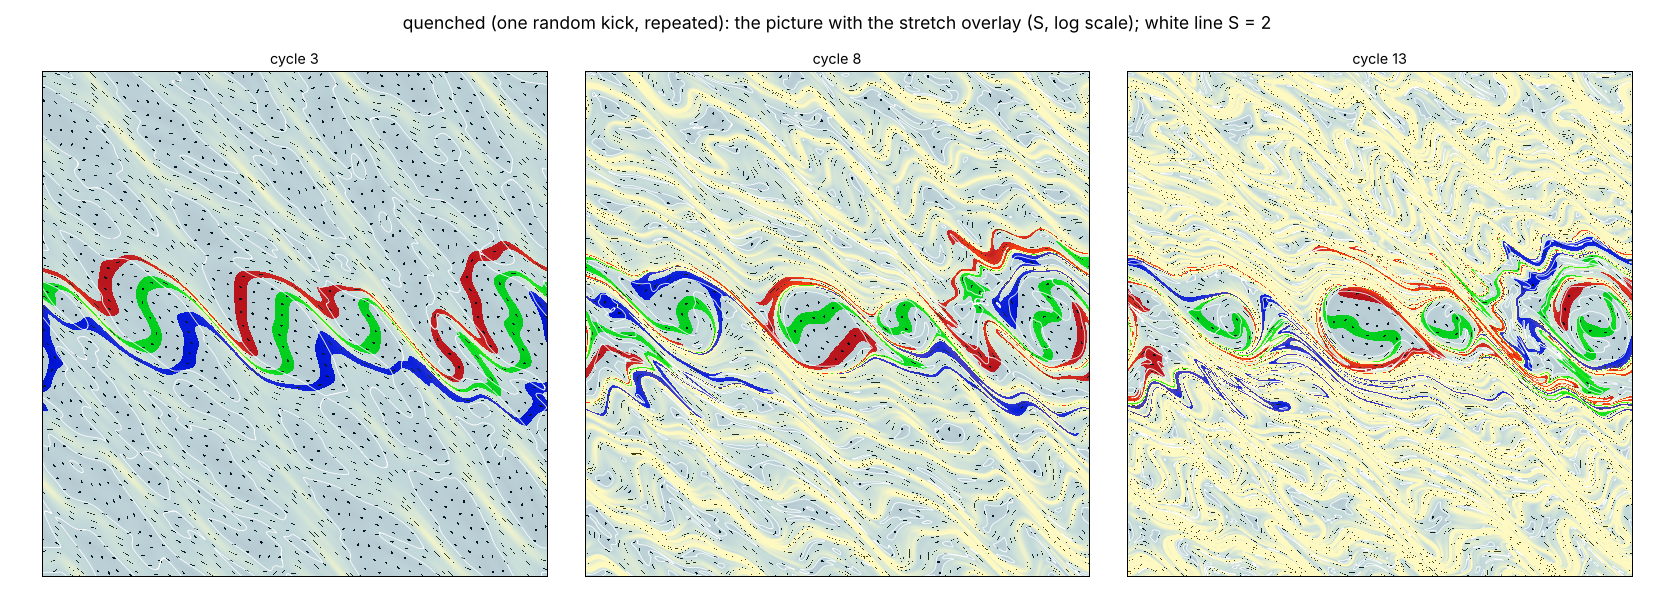 quenched (one random kick, repeated): the picture with the stretch overlay (S, log scale); white line S = 2
cycle 3
cycle 8
cycle 13